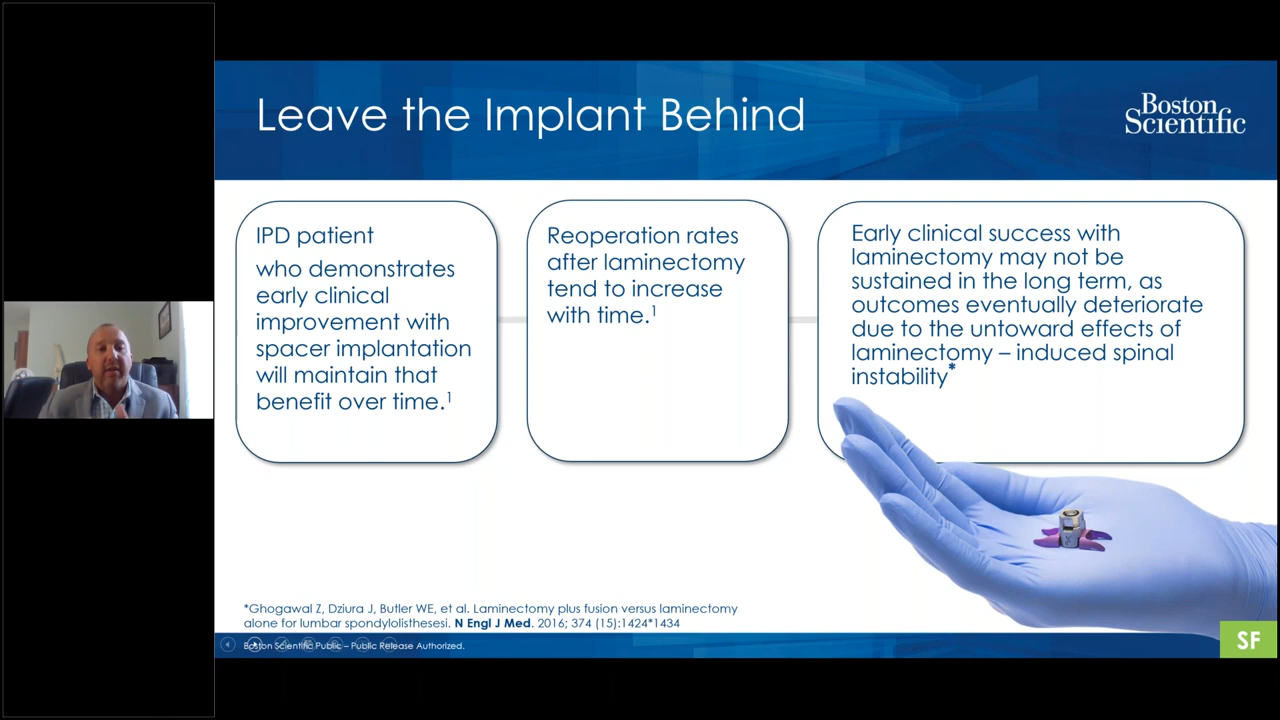 Leave the Implant Behind
Boston
Scientific
IPD patient
who demonstrates
early clinical
improvement with
spacer implantation
will maintain that
benefit over time.1
Reoperation rates
after laminectomy
tend to increase
with time.1
Early clinical success with
laminectomy may not be
sustained in the long term, as
outcomes eventually deteriorate
due to the untoward effects of
laminectomy – induced spinal
instability*
*Ghogawal Z, Dziura J, Butler WE, et al. Laminectomy plus fusion versus laminectomy
alone for lumbar spondylolisthesesi. N Engl J Med. 2016; 374 (15):1424*1434
Boston Scientific Public – Public Release Authorized.
SF